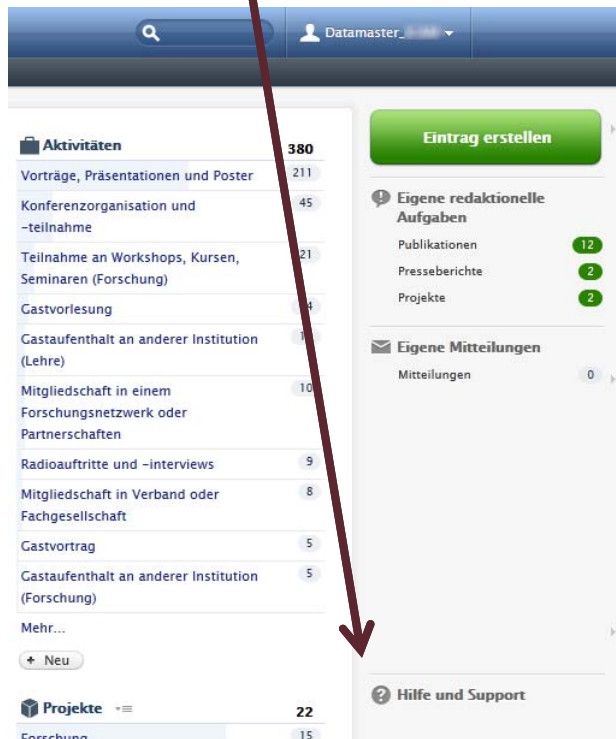 Datamaster_
Aktivitäten 380
Vorträge, Präsentationen und Poster 211
Konferenzorganisation und 45
-teilnahme
Teilnahme an Workshops, Kursen, 21
Seminaren (Forschung)
Gastvorlesung
Gastaufenthalt an anderer Institution
(Lehre)
Mitgliedschaft in einem 10
Forschungsnetzwerk oder
Partnerschaften
Radioauftritte und -interviews 9
Mitgliedschaft in Verband oder 8
Fachgesellschaft
Gastvortrag 5
Gastaufenthalt an anderer Institution 5
(Forschung)
Mehr...
+ Neu
Projekte 22
Forschung 15
Eintrag erstellen
Eigene redaktionelle
Aufgaben
Publikationen 12
Presseberichte 2
Projekte 2
Eigene Mitteilungen
Mitteilungen 0
Hilfe und Support